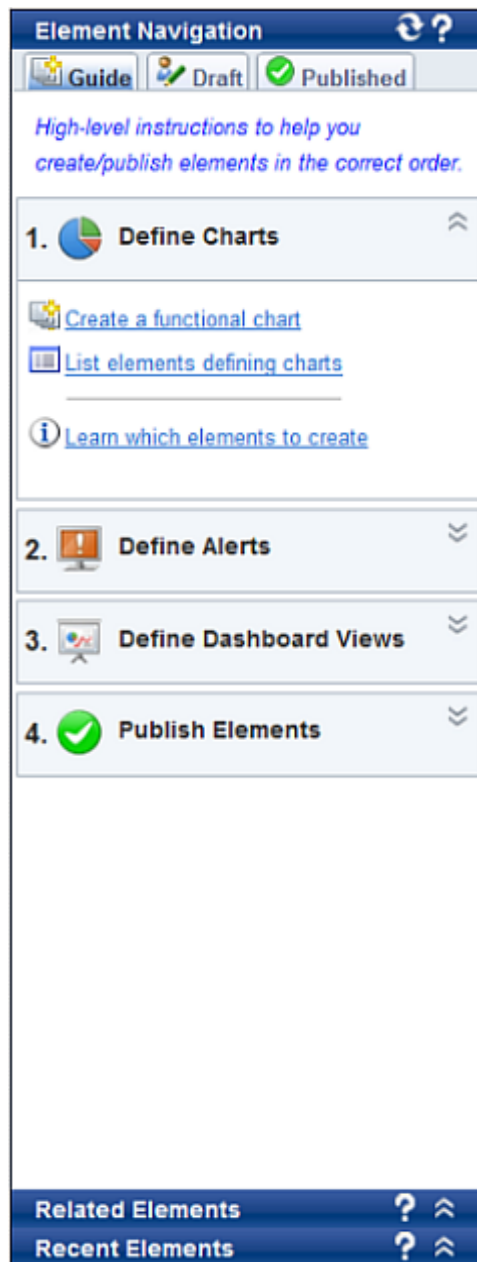 Element Navigation ?
Guide Draft Published
High-level instructions to help you
create/publish elements in the correct order.
1. Define Charts
Create a functional chart
List elements defining charts
Learn which elements to create
2. Define Alerts
3. Define Dashboard Views
4. Publish Elements
Related Elements ?
Recent Elements ?